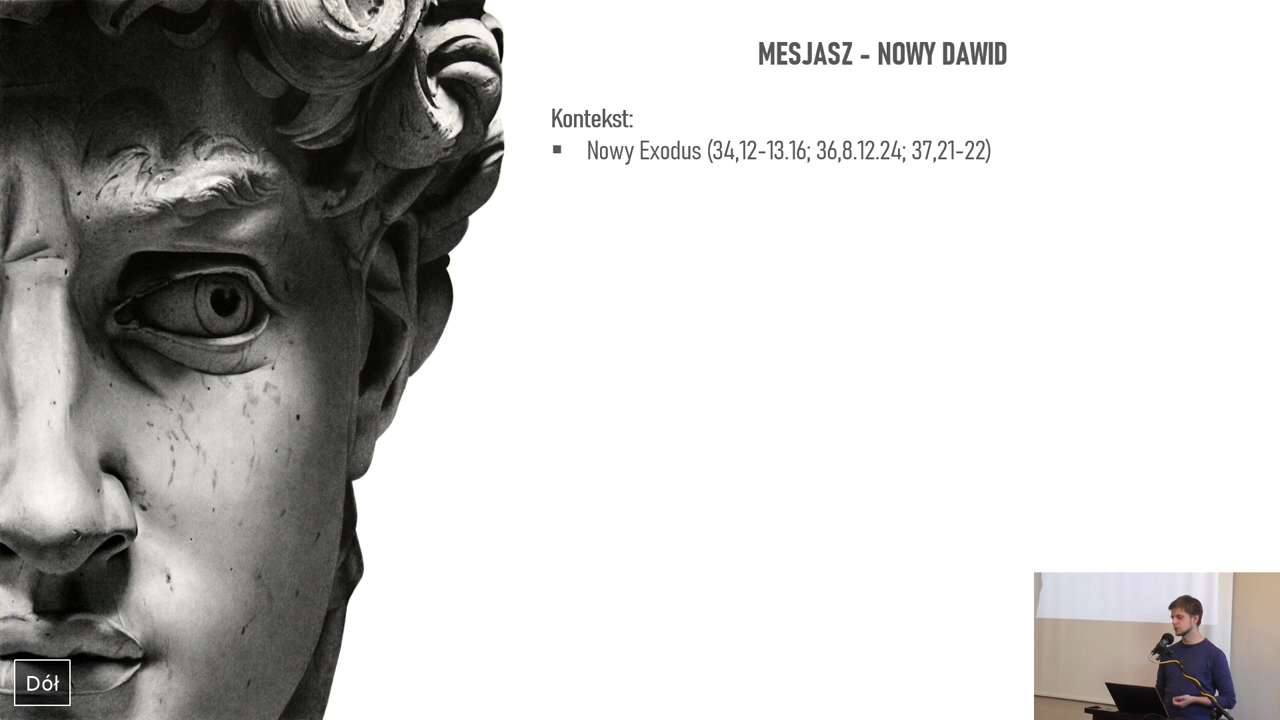 MESJASZ - NOWY DAWID
Kontekst:
▪ Nowy Exodus (34,12-13.16; 36,8.12.24; 37,21-22)
Dół